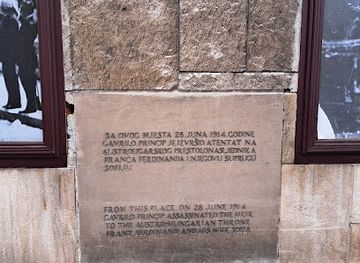 SA OVOG MJESTA 28 JUNA 1914. GODINE
GAVRILO PRINCIP JE IZVRŠIO ATENTAT NA
AUSTROUGARSKOG PRESTOLONASLJEDNIKA
FRANCA FERDINANDA I NJEGOVU SUPRUGU
SOFIJU
FROM THIS PLACE ON 28 JUNE 1914
GAVRILO PRINCIP ASSASSINATED THE HEIR
TO THE AUSTRO-HUNGARIAN THRONE
FRANZ FERDINAND AND HIS WIFE SOFIA